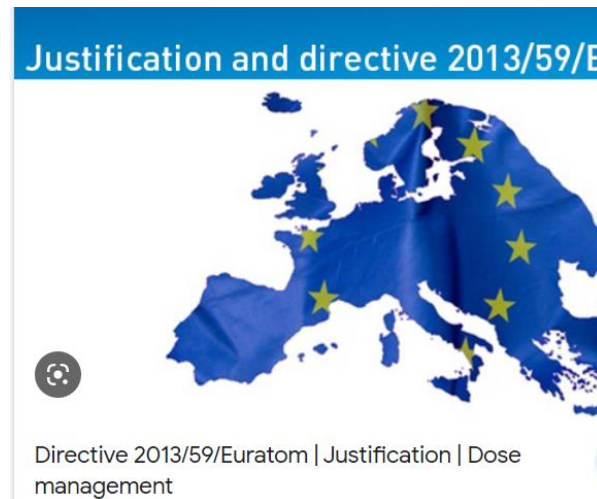 Justification and directive 2013/59/E
Directive 2013/59/Euratom | Justification | Dose
management